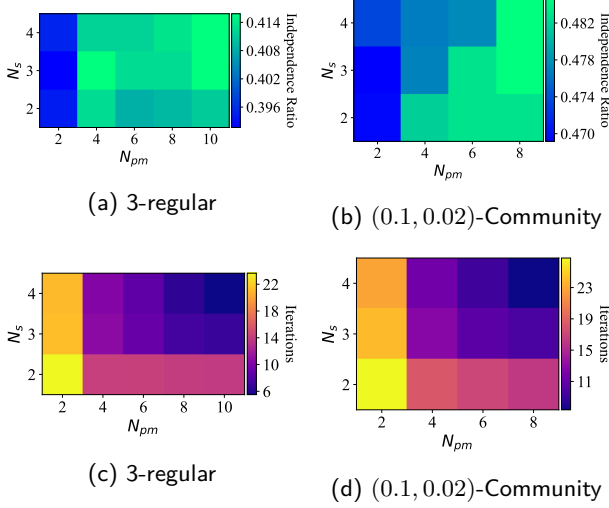 4
3
2
N_s
2 4 6 8 10
N_pm
0.414
0.408
0.402
0.396
Independence Ratio
(a) 3-regular
4
3
2
N_s
2 4 6 8
N_pm
0.482
0.478
0.474
0.470
Independence Ratio
(b) (0.1, 0.02)-Community
4
3
2
N_s
2 4 6 8 10
N_pm
22
18
14
10
6
Iterations
(c) 3-regular
4
3
2
N_s
2 4 6 8
N_pm
23
19
15
11
Iterations
(d) (0.1, 0.02)-Community